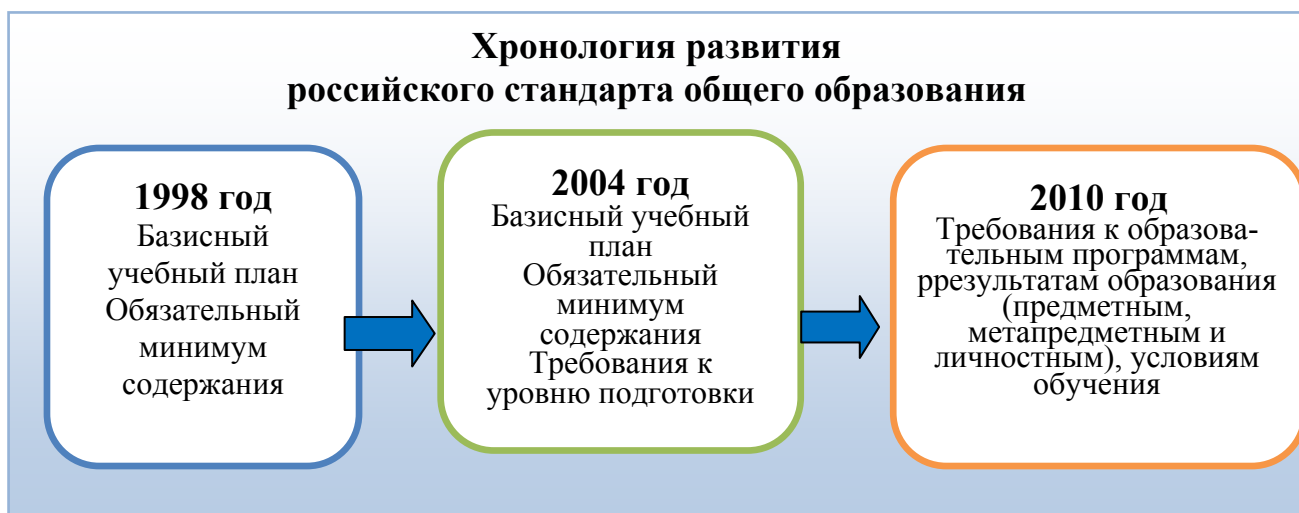 Хронология развития
российского стандарта общего образования
1998 год
Базисный
учебный план
Обязательный
минимум
содержания
2004 год
Базисный учебный
план
Обязательный
минимум
содержания
Требования к
уровню подготовки
2010 год
Требования к образова-
тельным программам,
ррезультатам образования
(предметным,
метапредметным и
личностным), условиям
обучения